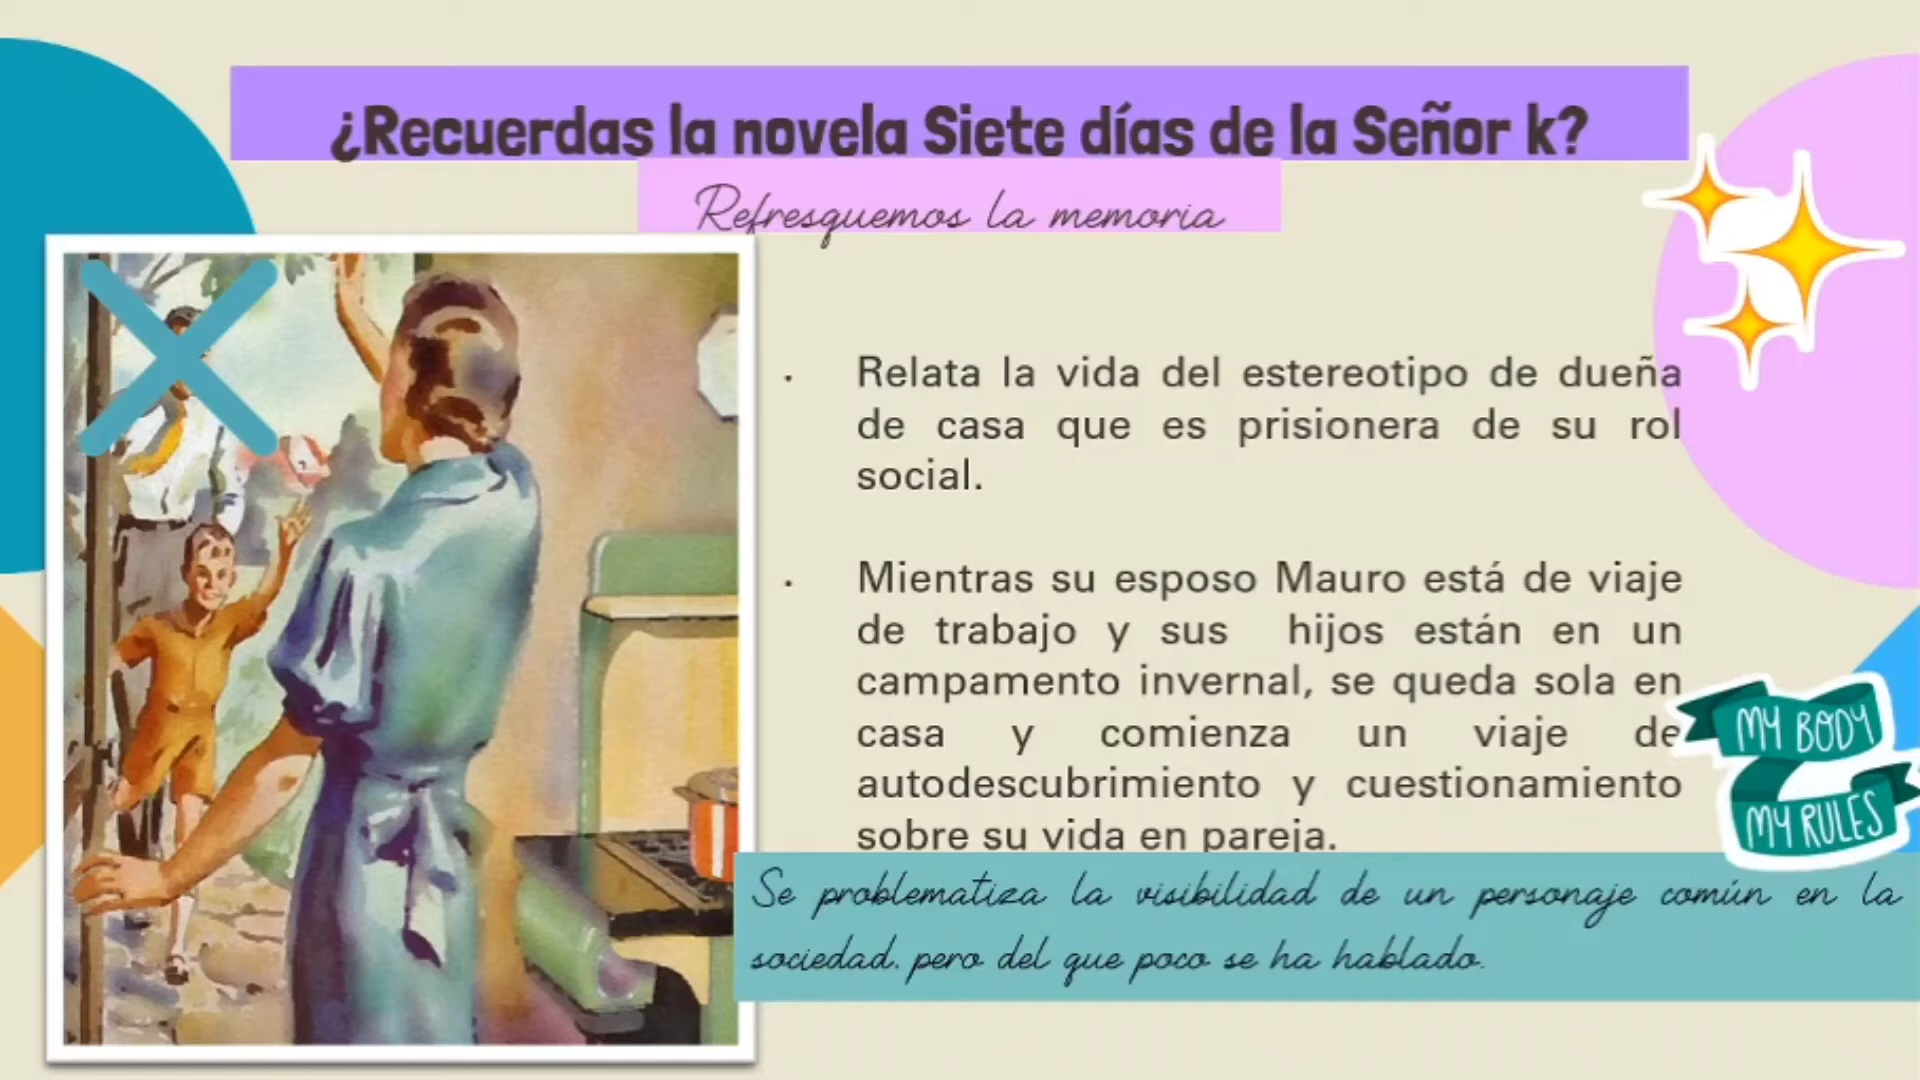 ¿Recuerdas la novela Siete días de la Señor k?
Refresquemos la memoria
· Relata la vida del estereotipo de dueña
de casa que es prisionera de su rol
social.
· Mientras su esposo Mauro está de viaje
de trabajo y sus hijos están en un
campamento invernal, se queda sola en
casa y comienza un viaje de
autodescubrimiento y cuestionamiento
sobre su vida en pareja.
MY BODY
MY RULES
Se problematiza la visibilidad de un personaje común en la
sociedad, pero del que poco se ha hablado.